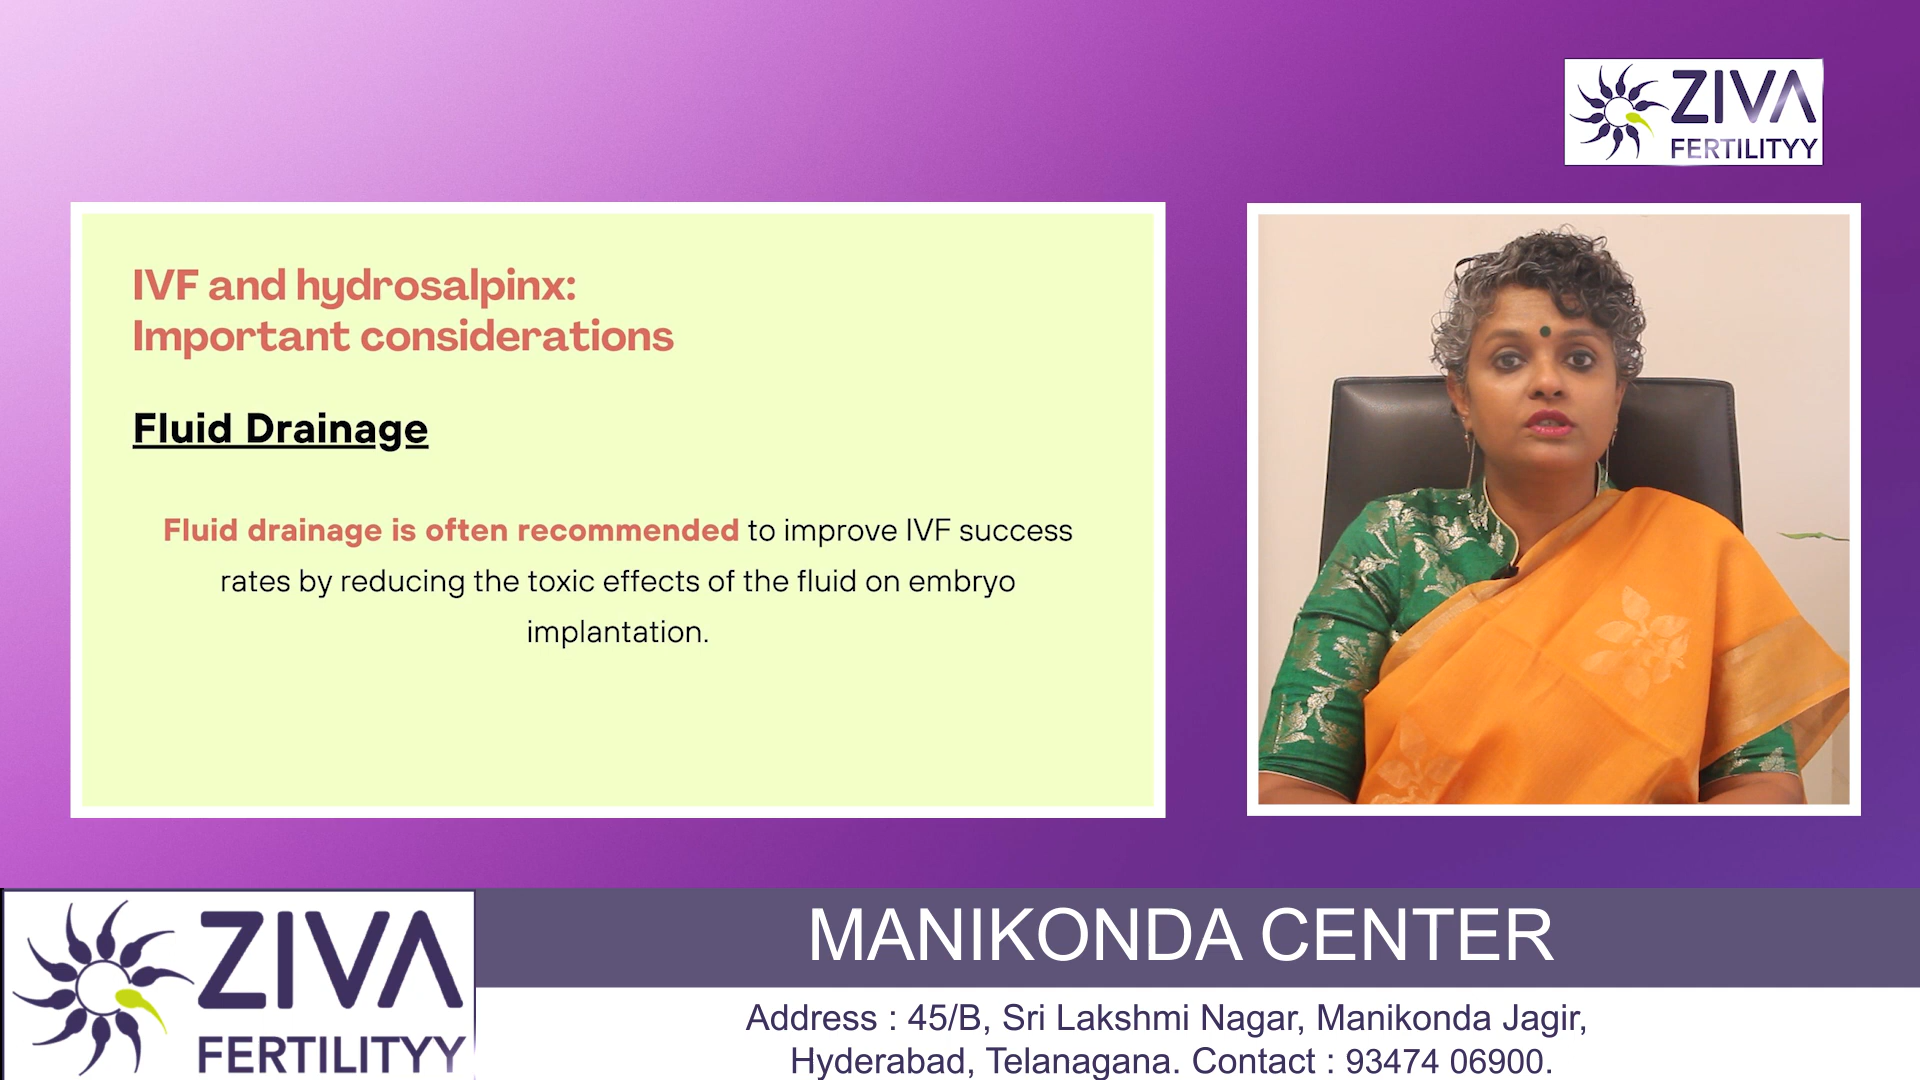 ZIVA
FERTILITYY
IVF and hydrosalpinx:
Important considerations
Fluid Drainage
Fluid drainage is often recommended to improve IVF success
rates by reducing the toxic effects of the fluid on embryo
implantation.
ZIVA
FERTILITYY
MANIKONDA CENTER
Address : 45/B, Sri Lakshmi Nagar, Manikonda Jagir,
Hyderabad, Telanagana. Contact : 93474 06900.